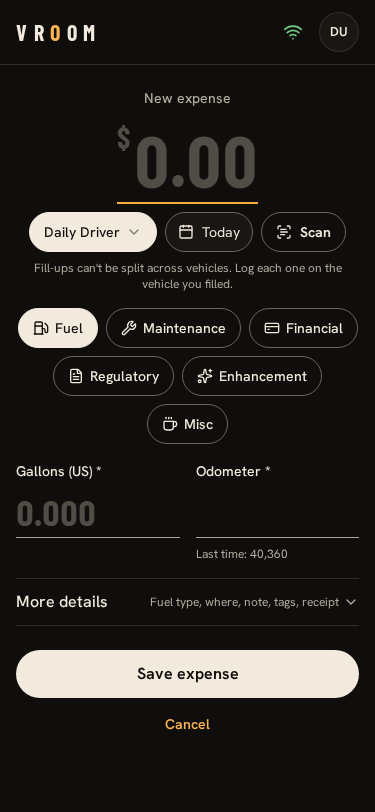 VROOM
DU
New expense
$0.00
Daily Driver
Today
Scan
Fill-ups can't be split across vehicles. Log each one on the
vehicle you filled.
Fuel
Maintenance
Financial
Regulatory
Enhancement
Misc
Gallons (US) *
Odometer *
0.000
Last time: 40,360
More details
Fuel type, where, note, tags, receipt
Save expense
Cancel